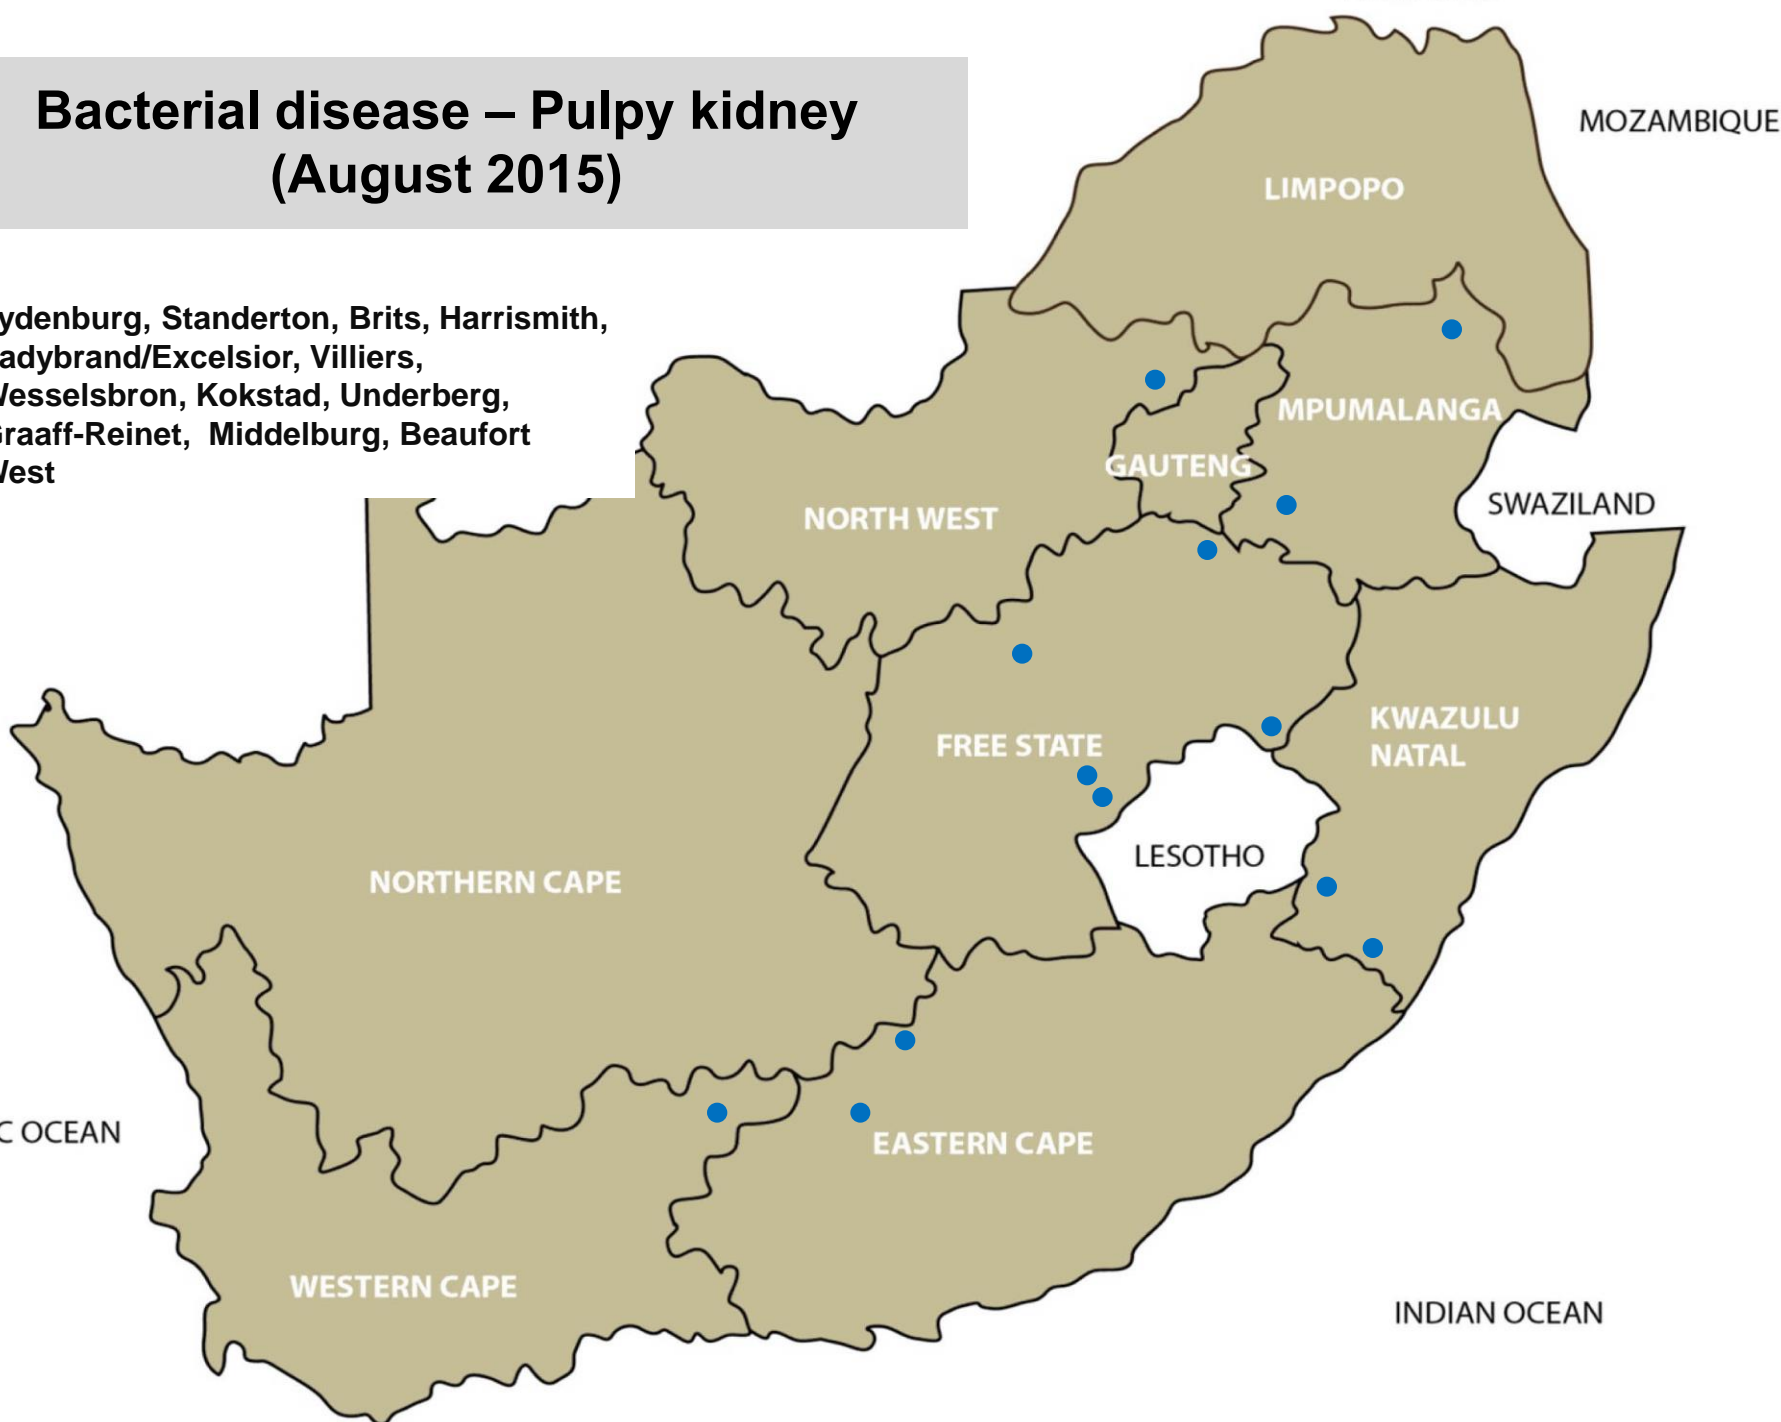 Bacterial disease – Pulpy kidney
(August 2015)
MOZAMBIQUE
LIMPOPO
ydenburg, Standerton, Brits, Harrismith,
adybrand/Excelsior, Villiers,
Wesselsbron, Kokstad, Underberg,
Graaff-Reinet, Middelburg, Beaufort
West
MPUMALANGA
GAUTENG
SWAZILAND
NORTH WEST
KWAZULU
NATAL
FREE STATE
LESOTHO
NORTHERN CAPE
C OCEAN
EASTERN CAPE
WESTERN CAPE
INDIAN OCEAN